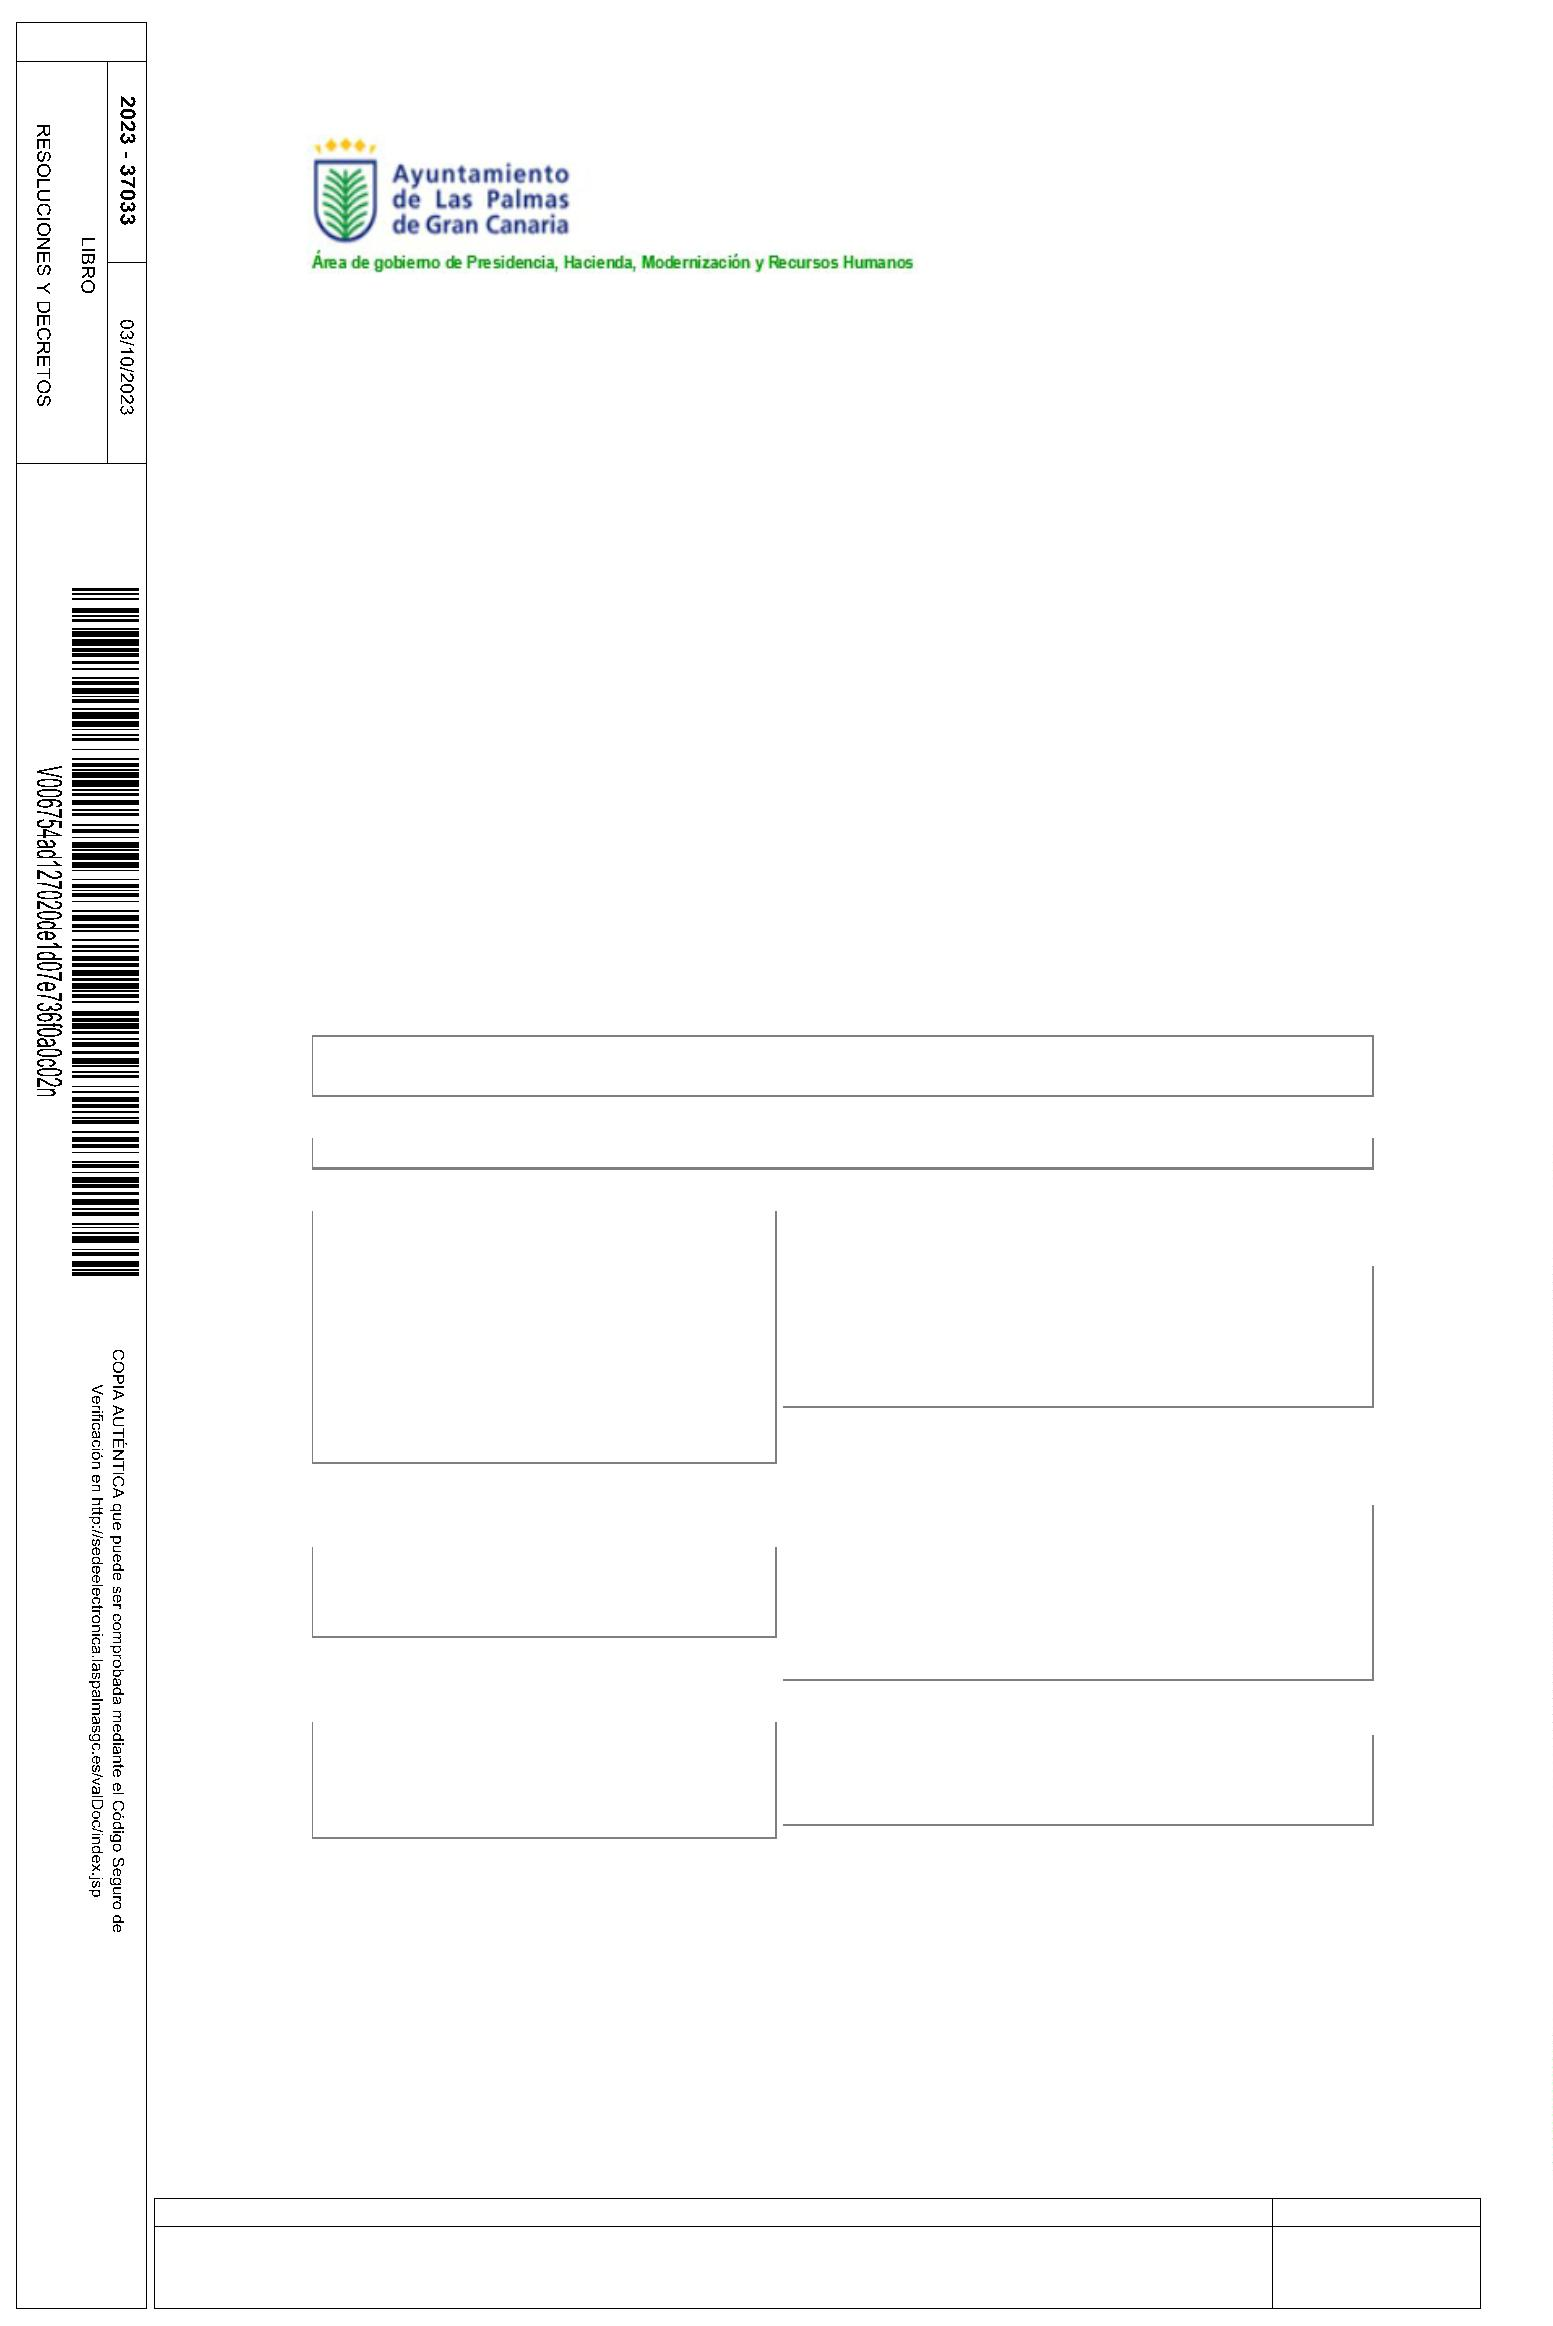 2023 - 37033
03/10/2023
LIBRO
RESOLUCIONES Y DECRETOS
V006754ad127020de1d07e736f0a0c02n
COPIA AUTÉNTICA que puede ser comprobada mediante el Código Seguro de
Verificación en http://sedeelectronica.laspalmasgc.es/valDoc/index.jsp
Ayuntamiento
de Las Palmas
de Gran Canaria
Área de gobierno de Presidencia, Hacienda, Modernización y Recursos Humanos